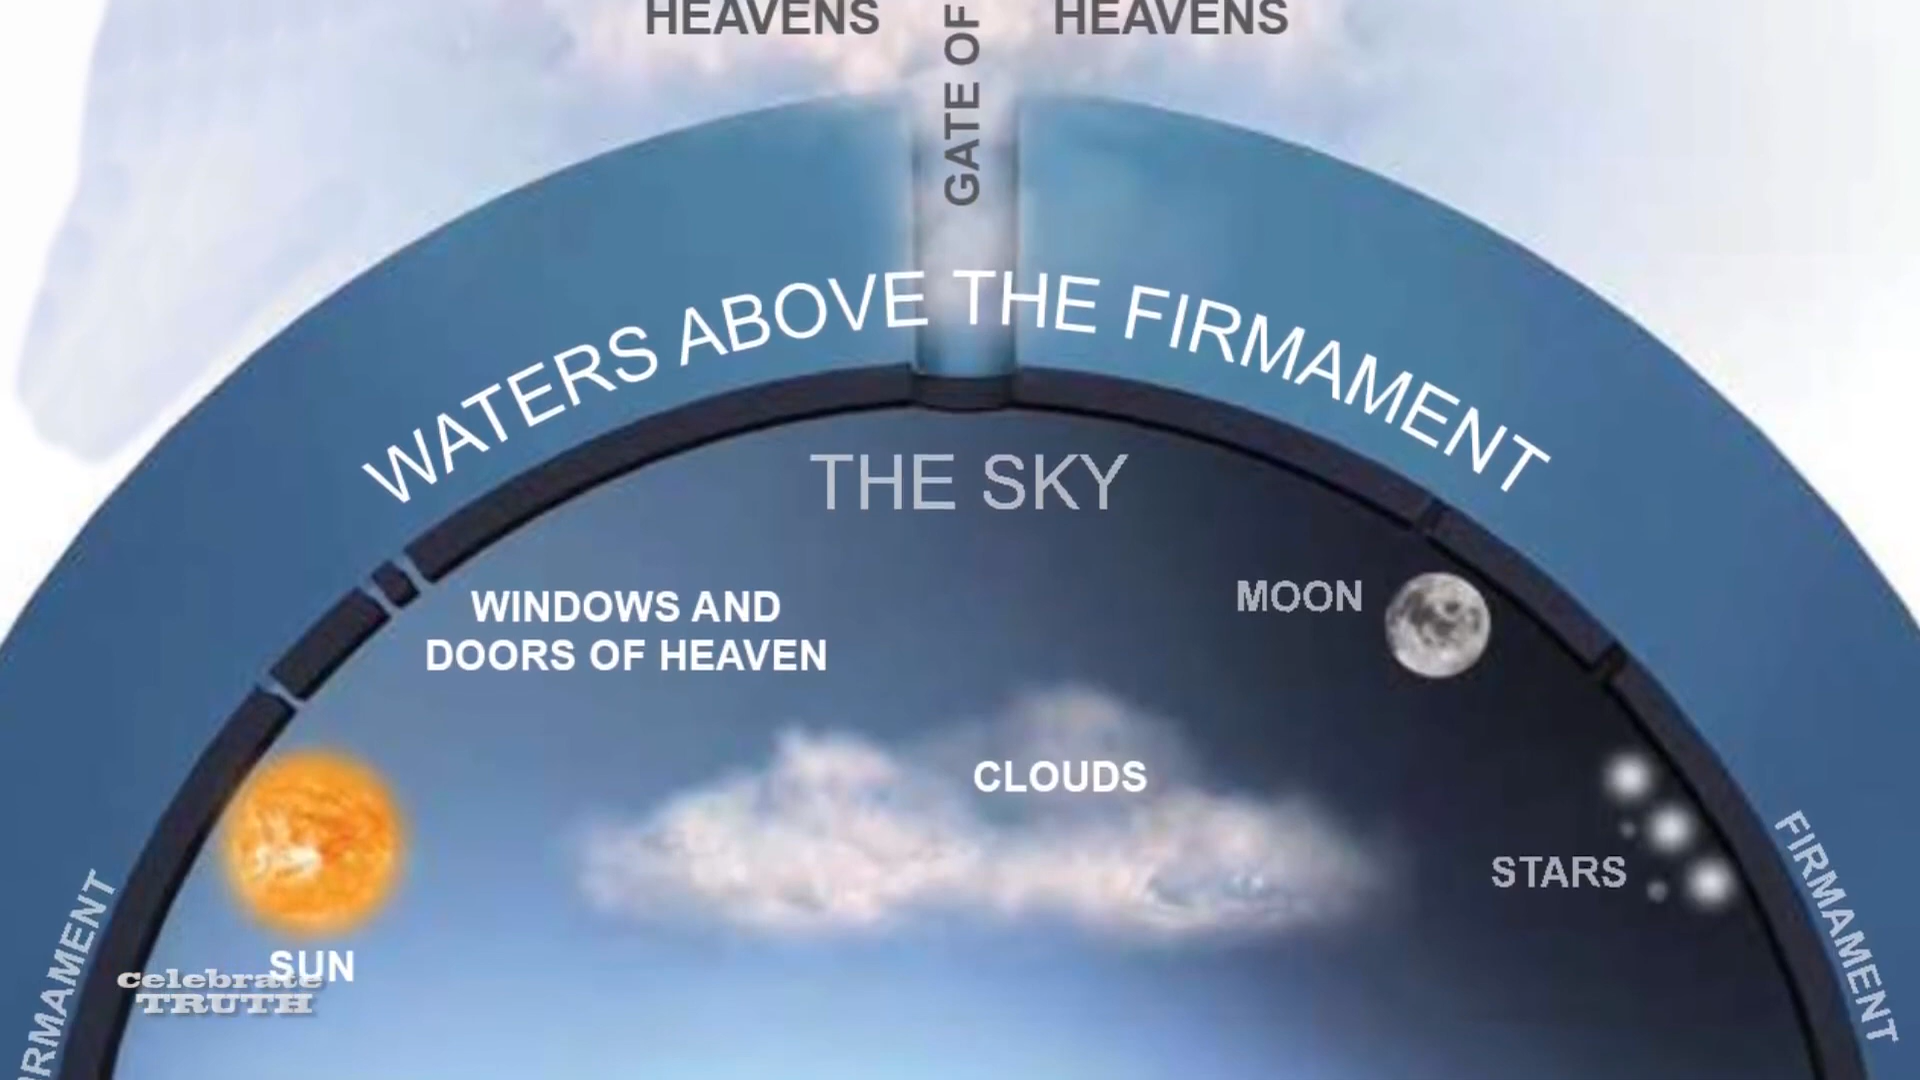 HEAVENS
HEAVENS
GATE OF
WATERS ABOVE THE FIRMAMENT
THE SKY
WINDOWS AND
DOORS OF HEAVEN
MOON
CLOUDS
STARS
SUN
FIRMAMENT
FIRMAMENT
celebrate
TRUTH